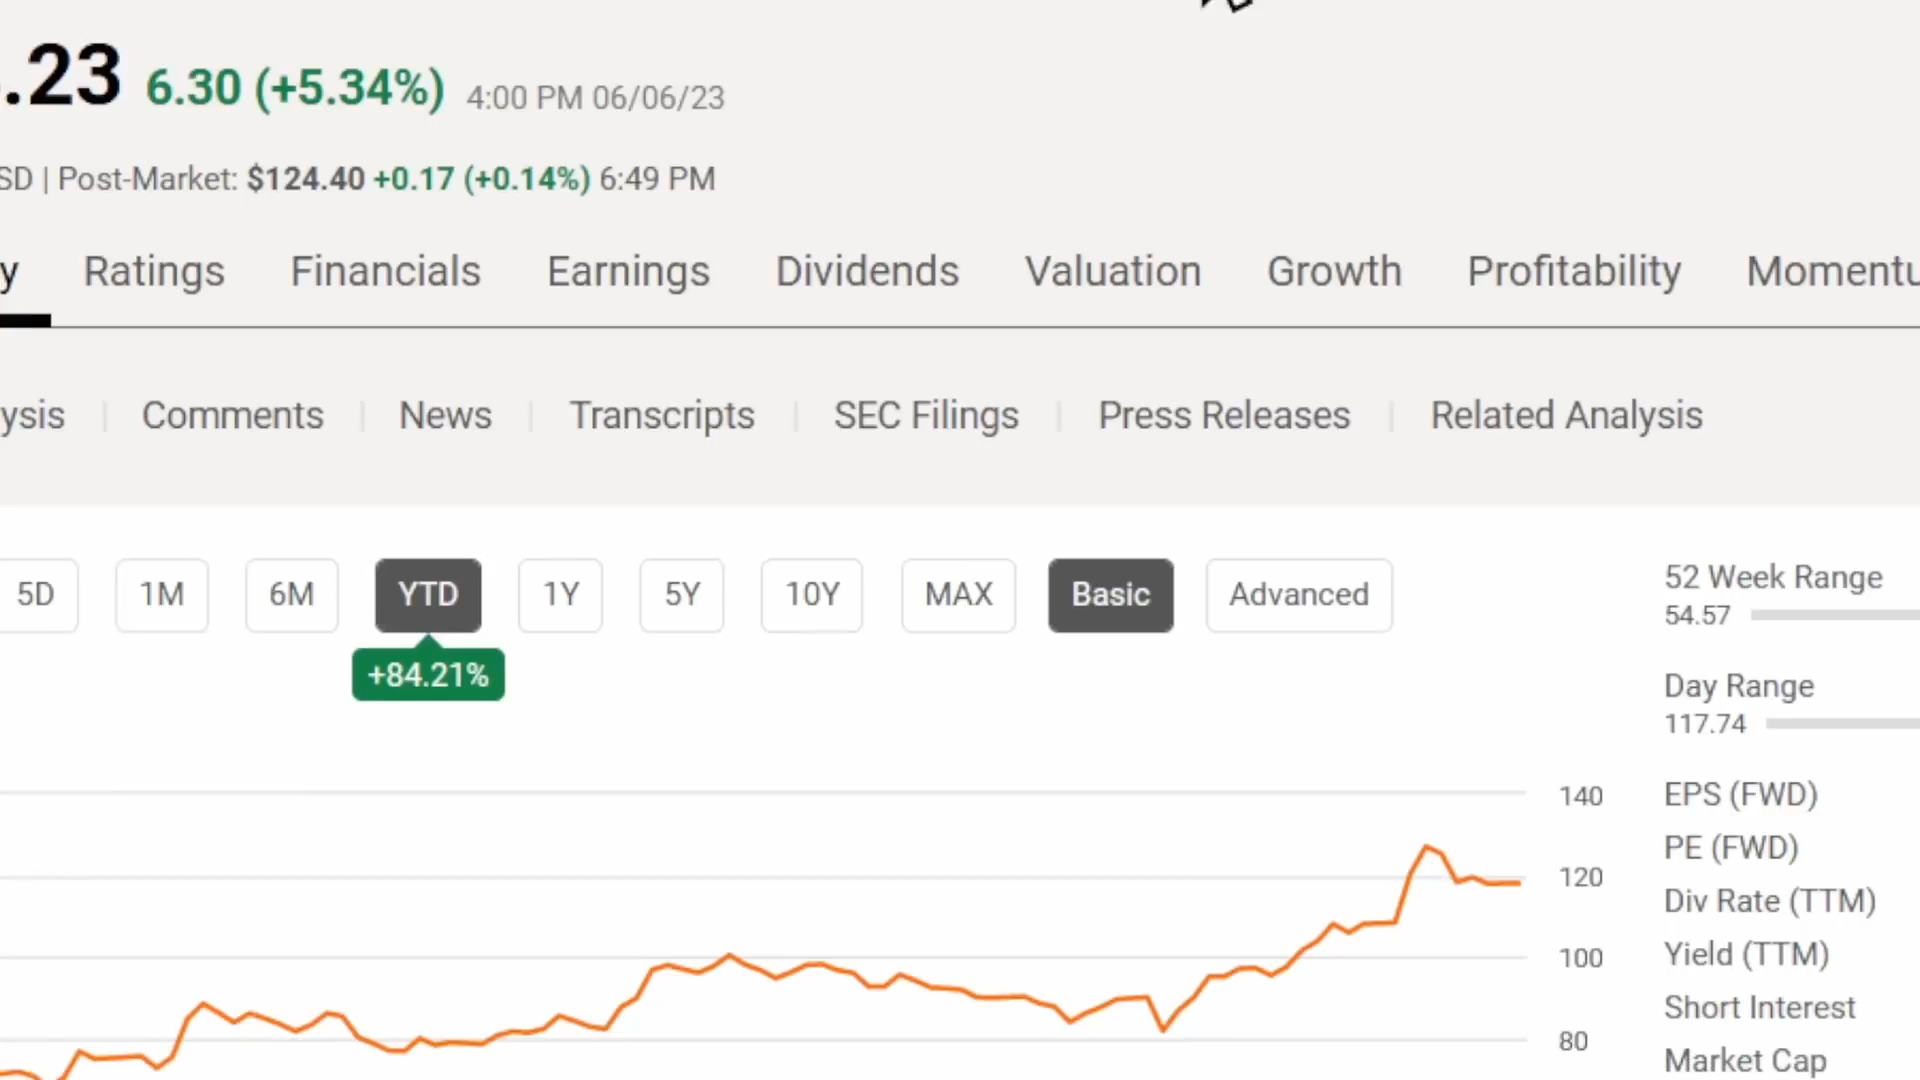 .23 6.30 (+5.34%) 4:00 PM 06/06/23
SD | Post-Market: $124.40 +0.17 (+0.14%) 6:49 PM
y Ratings Financials Earnings Dividends Valuation Growth Profitability Momentu
ysis Comments News Transcripts SEC Filings Press Releases Related Analysis
5D 1M 6M YTD 1Y 5Y 10Y MAX Basic Advanced
+84.21%
52 Week Range
54.57
Day Range
117.74
140
120
100
80
EPS (FWD)
PE (FWD)
Div Rate (TTM)
Yield (TTM)
Short Interest
Market Cap